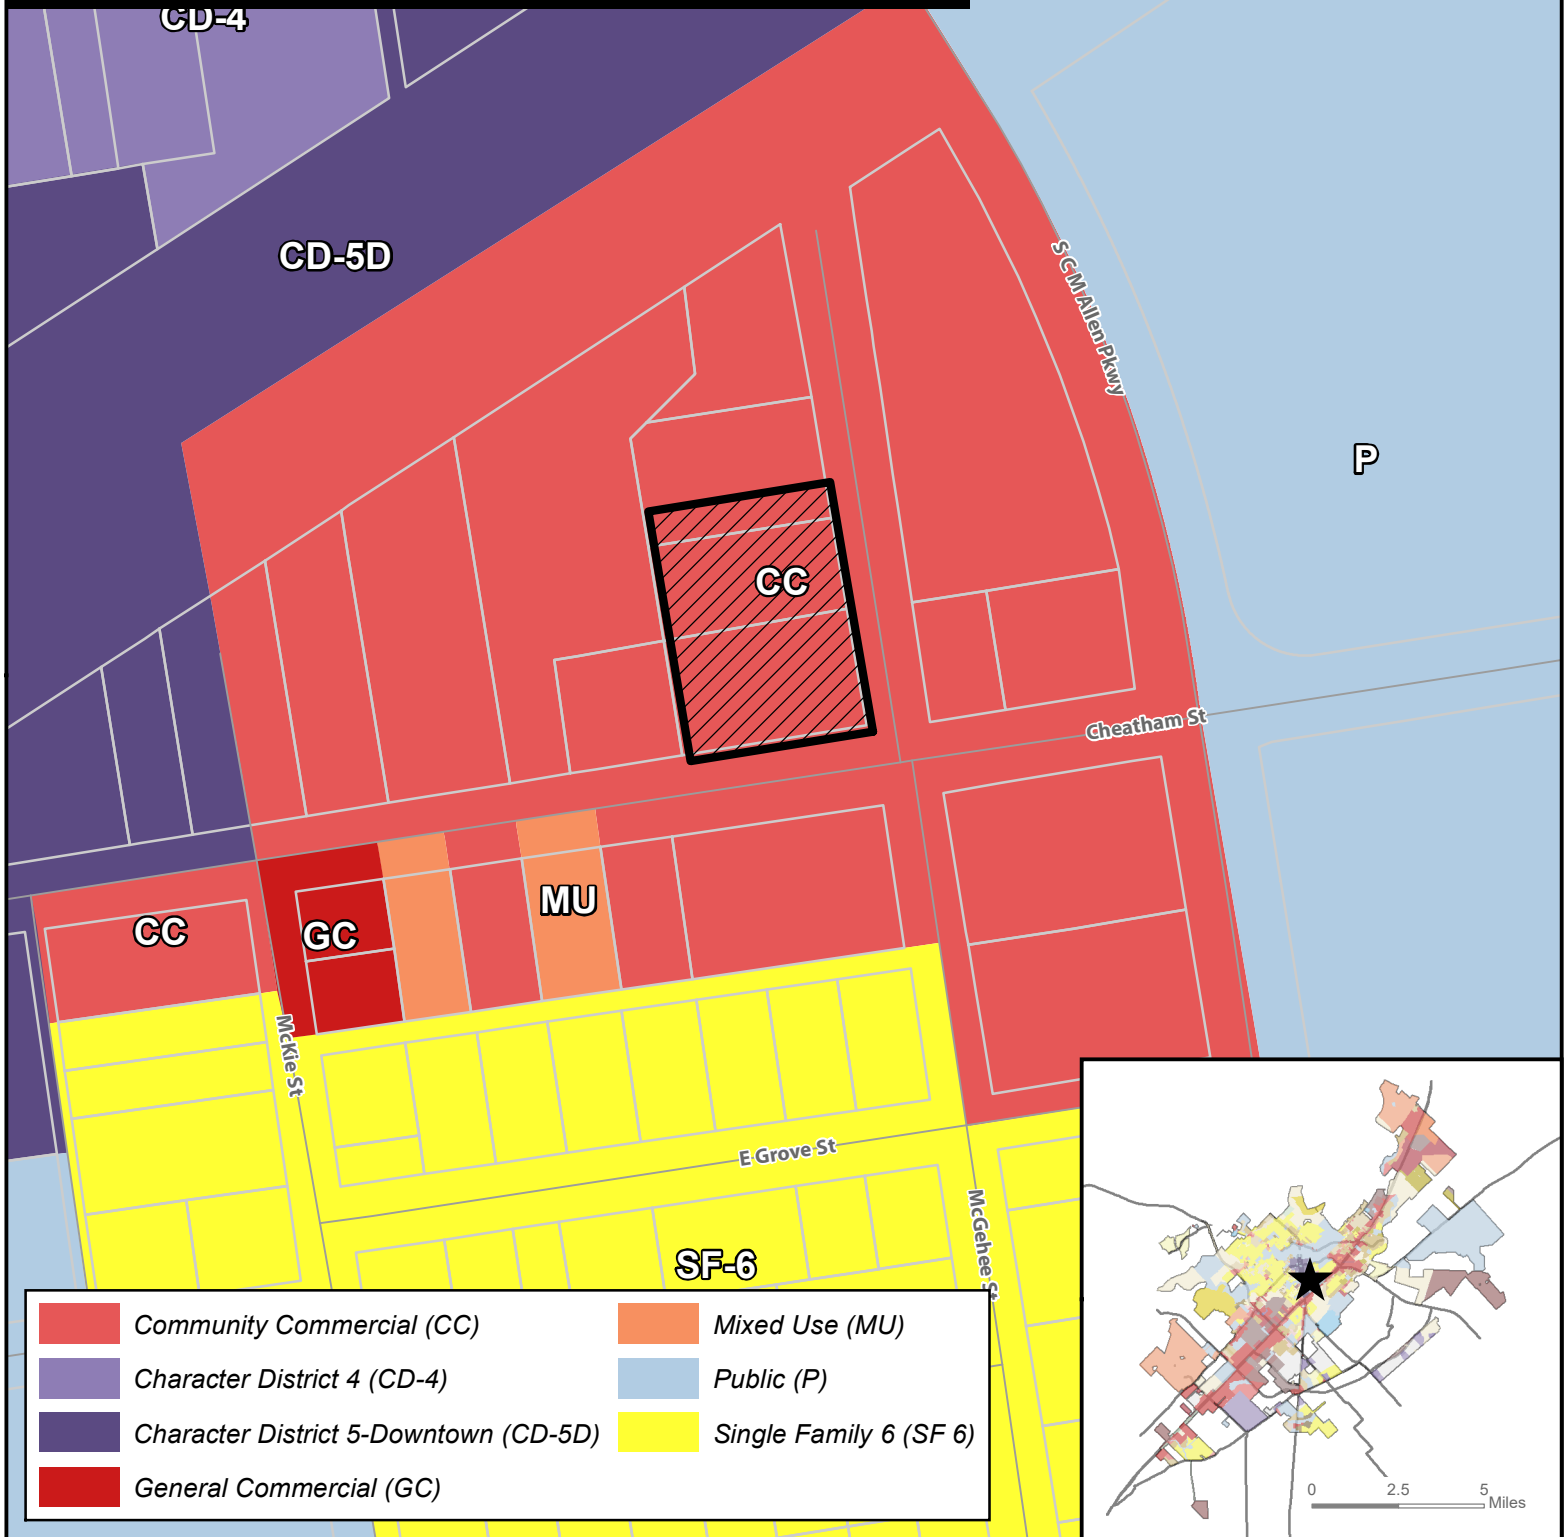 CD-4
CD-5D
S C M Allen Pkwy
P
CC
Cheatham St
MU
CC
GC
McKie St
E Grove St
McGehee St
SF-6
Community Commercial (CC)
Character District 4 (CD-4)
Character District 5-Downtown (CD-5D)
General Commercial (GC)
Mixed Use (MU)
Public (P)
Single Family 6 (SF 6)
0 2.5 5
Miles